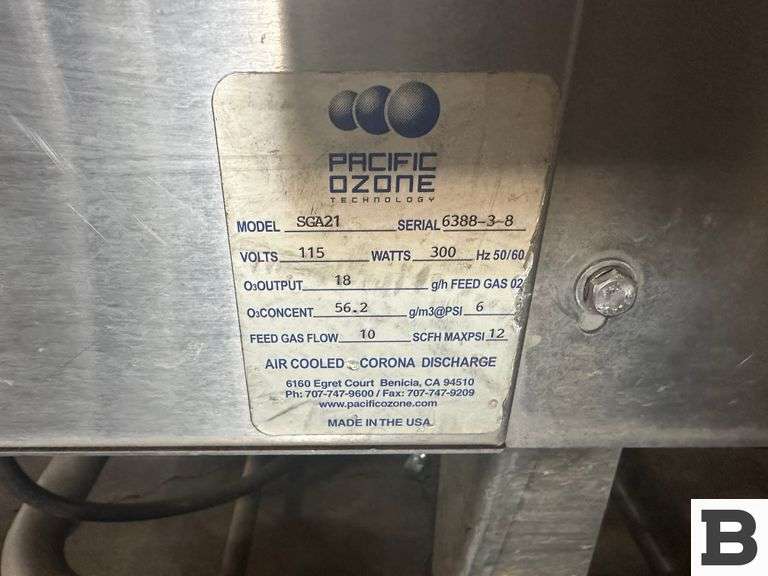 PACIFIC
OZONE
TECHNOLOGY
MODEL SGA21 SERIAL 6388-3-8
VOLTS 115 WATTS 300 Hz 50/60
O₃OUTPUT 18 g/h FEED GAS 02
O₃CONCENT 56.2 g/m3@PSI 6
FEED GAS FLOW 10 SCFH MAXPSI 12
AIR COOLED CORONA DISCHARGE
6160 Egret Court Benicia, CA 94510
Ph: 707-747-9600 / Fax: 707-747-9209
www.pacificozone.com
MADE IN THE USA
B